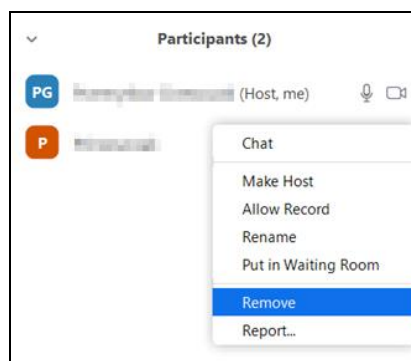 Participants (2)
PG (Host, me)
P
Chat
Make Host
Allow Record
Rename
Put in Waiting Room
Remove
Report...